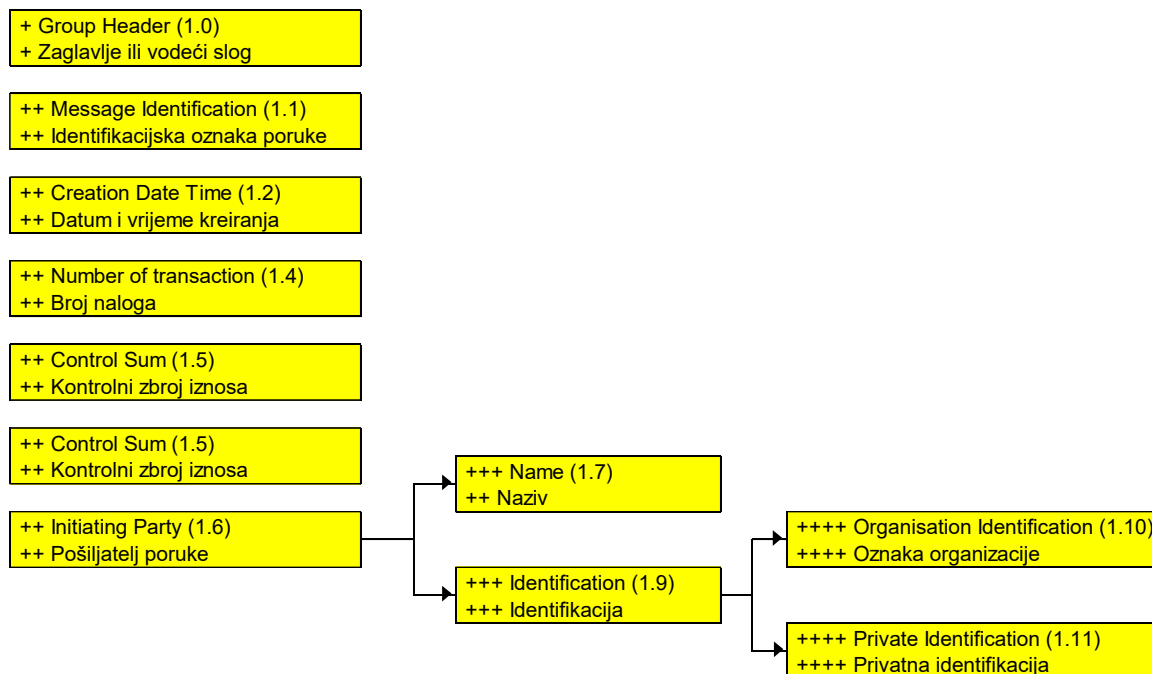 + Group Header (1.0)
+ Zaglavlje ili vodeći slog
++ Message Identification (1.1)
++ Identifikacijska oznaka poruke
++ Creation Date Time (1.2)
++ Datum i vrijeme kreiranja
++ Number of transaction (1.4)
++ Broj naloga
++ Control Sum (1.5)
++ Kontrolni zbroj iznosa
++ Control Sum (1.5)
++ Kontrolni zbroj iznosa
++ Initiating Party (1.6)
++ Pošiljatelj poruke
+++ Name (1.7)
++ Naziv
+++ Identification (1.9)
+++ Identifikacija
++++ Organisation Identification (1.10)
++++ Oznaka organizacije
++++ Private Identification (1.11)
++++ Privatna identifikacija